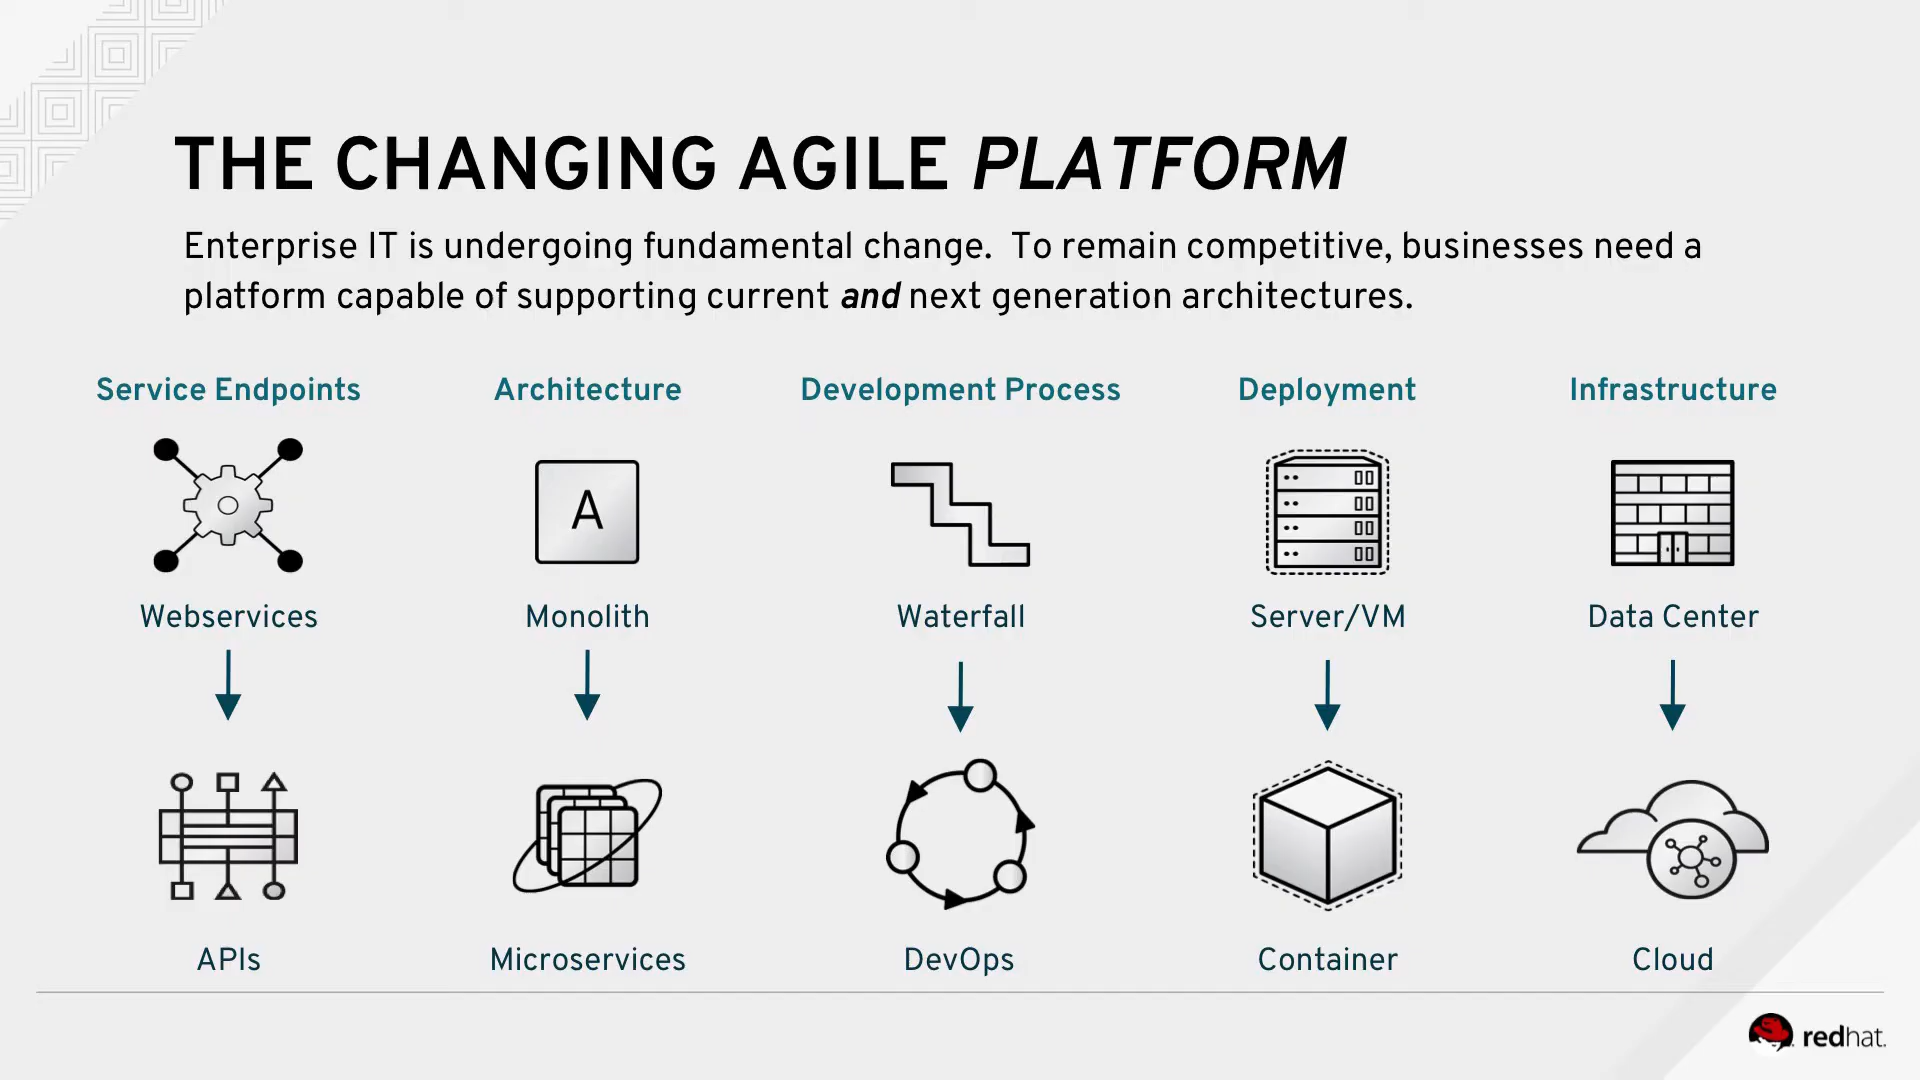 THE CHANGING AGILE PLATFORM
Enterprise IT is undergoing fundamental change.  To remain competitive, businesses need a
platform capable of supporting current and next generation architectures.
Service Endpoints
Architecture
Development Process
Deployment
Infrastructure
A
Webservices
Monolith
Waterfall
Server/VM
Data Center
APIs
Microservices
DevOps
Container
Cloud
redhat.